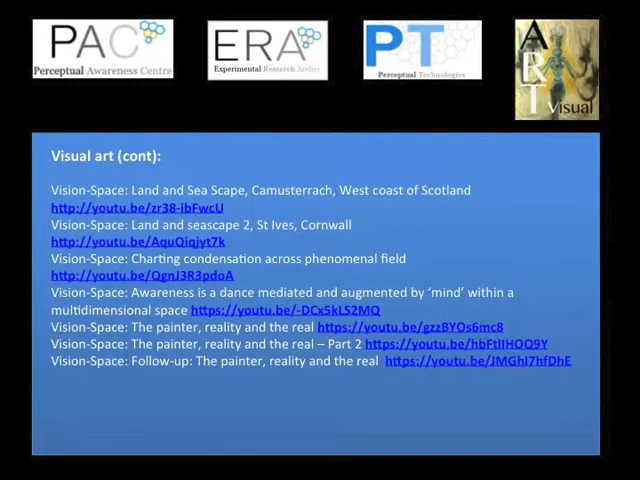 PAC
Perceptual Awareness Centre
ERA
Experimental Research Atelier
PT
Perceptual Technologies
ART
visual
Visual art (cont):
Vision-Space: Land and Sea Scape, Camusterrach, West coast of Scotland
http://youtu.be/zr38-ibFwcU
Vision-Space: Land and seascape 2, St Ives, Cornwall
http://youtu.be/AquQiqjyt7k
Vision-Space: Charting condensation across phenomenal field
http://youtu.be/QgnJ3R3pdoA
Vision-Space: Awareness is a dance mediated and augmented by ‘mind’ within a
multidimensional space https://youtu.be/-DCx5kLS2MQ
Vision-Space: The painter, reality and the real https://youtu.be/gzzBYOs6mc8
Vision-Space: The painter, reality and the real – Part 2 https://youtu.be/hbFtIIHOQ9Y
Vision-Space: Follow-up: The painter, reality and the real https://youtu.be/JMGhI7hfDhE